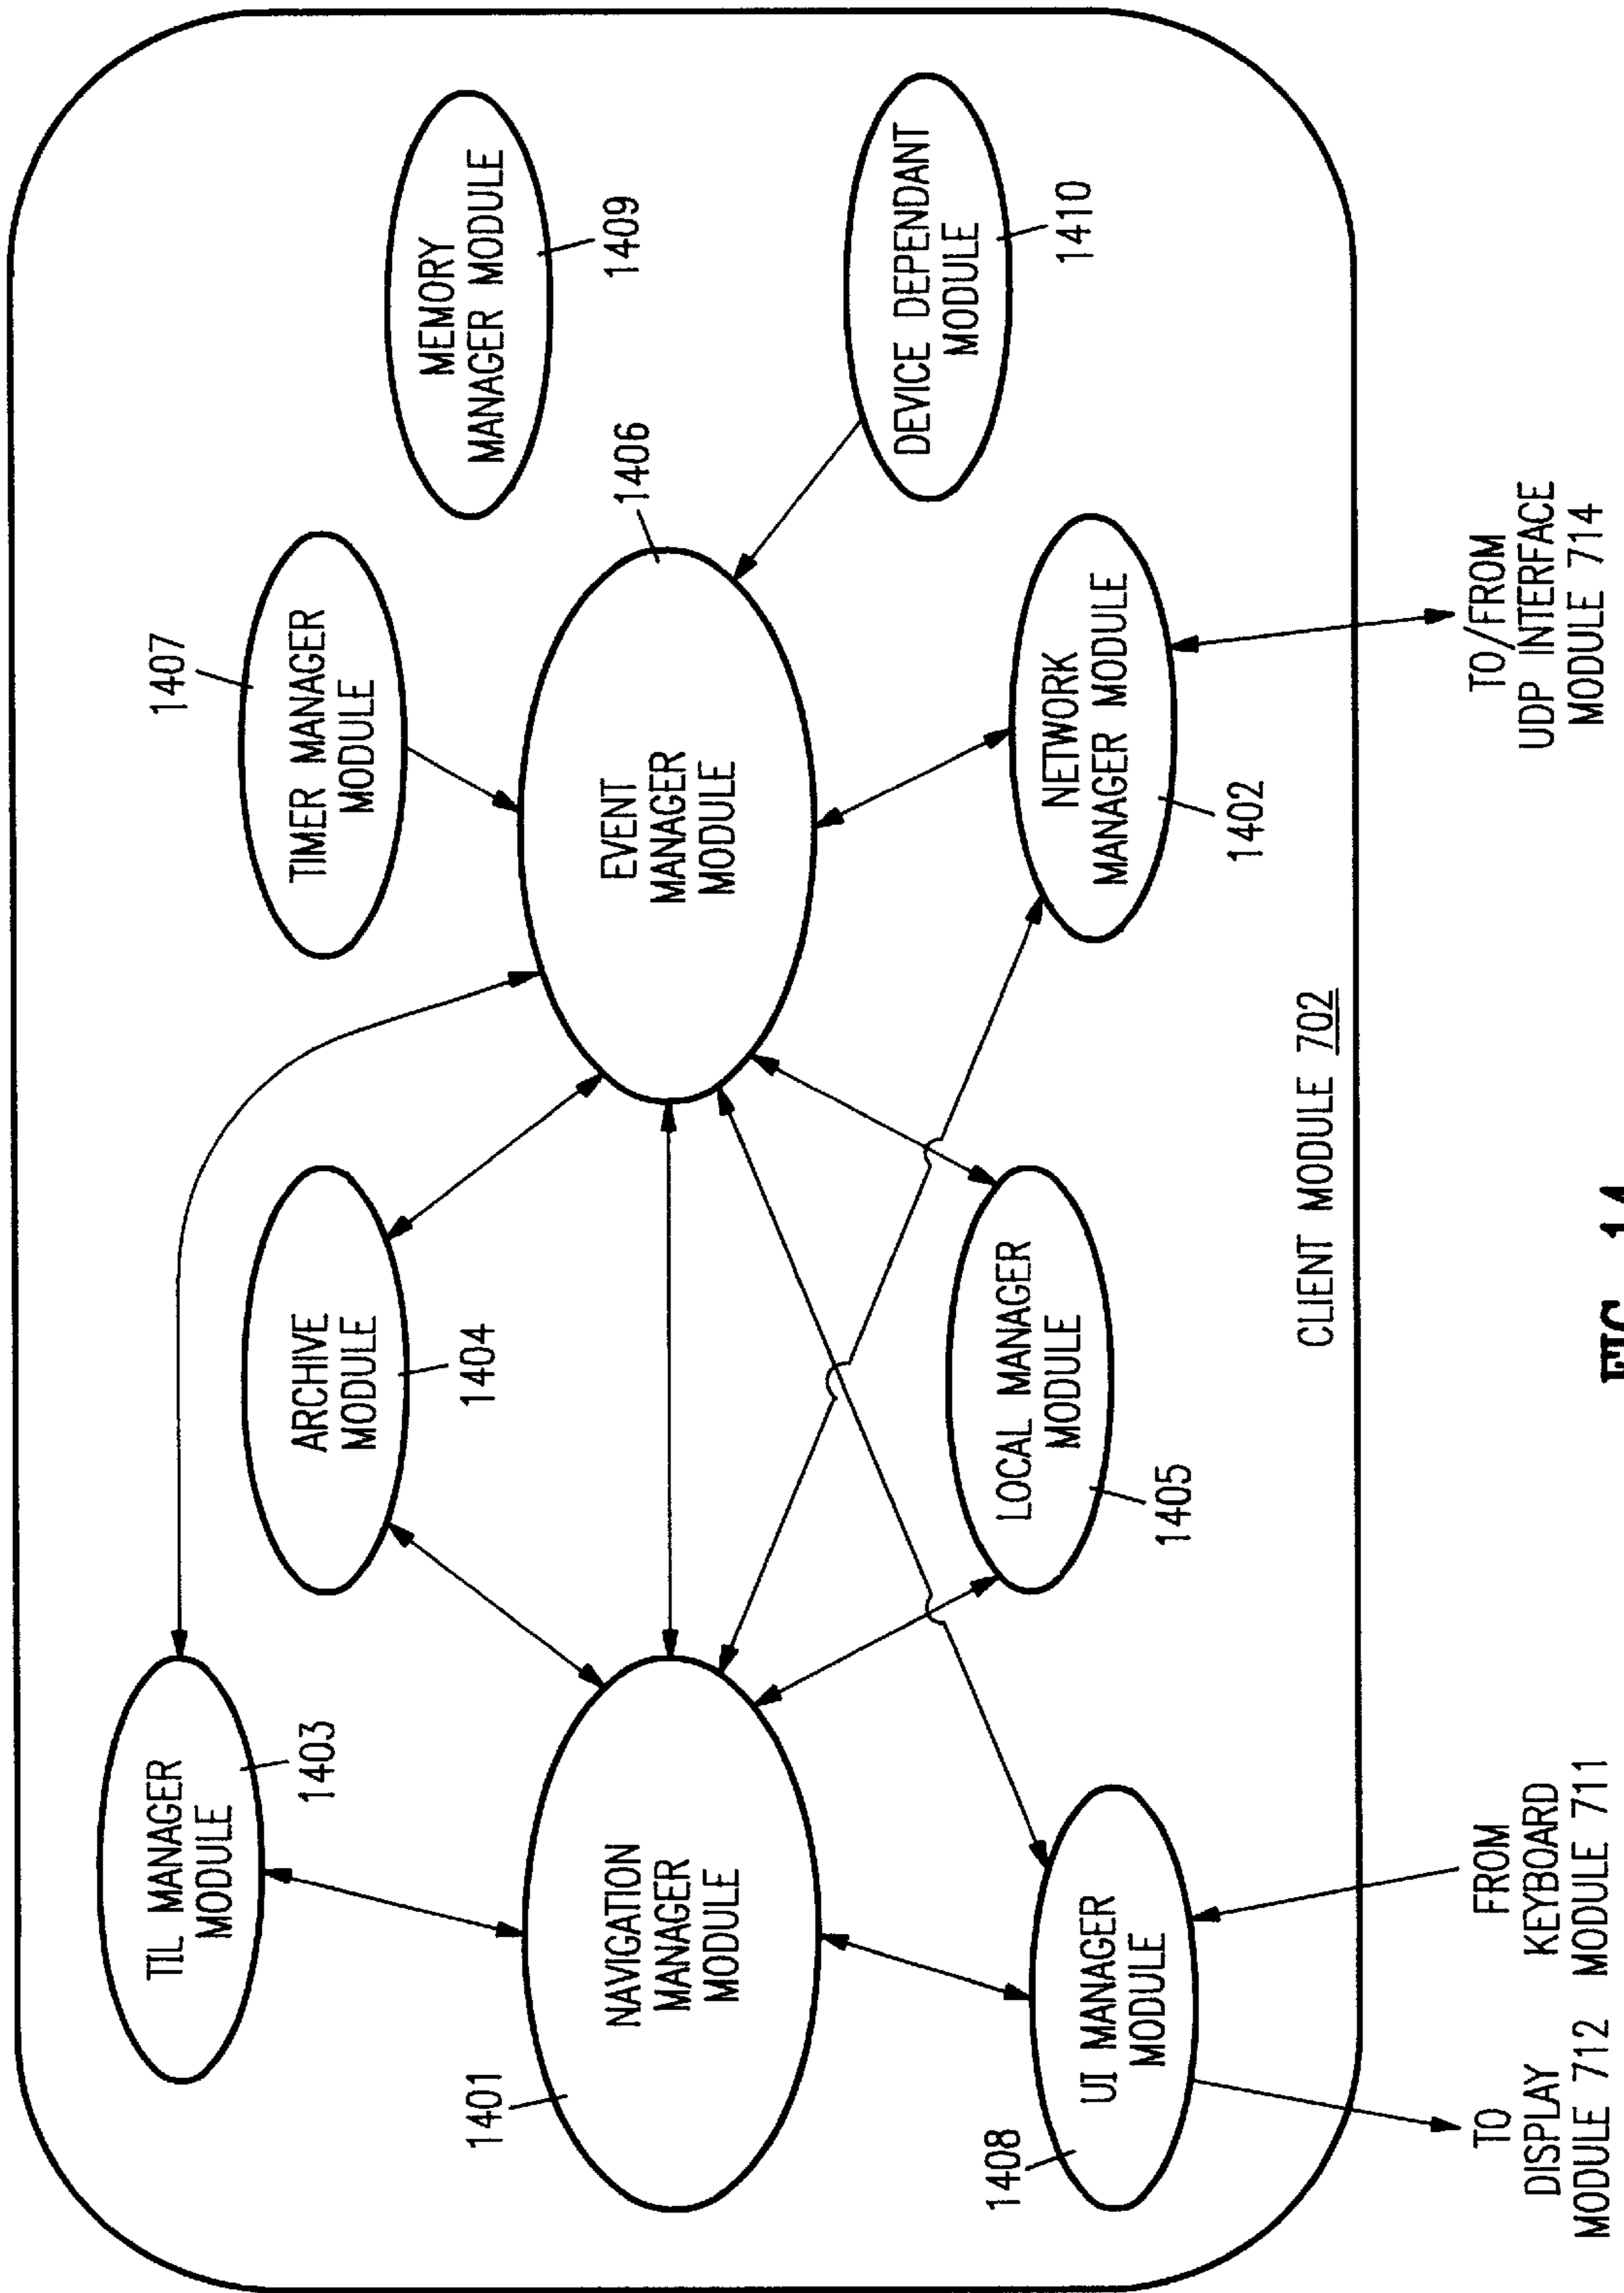 TIL MANAGER
MODULE
1403
ARCHIVE
MODULE
1404
1407
TIMER MANAGER
MODULE
MEMORY
MANAGER MODULE
1409
1401
NAVIGATION
MANAGER
MODULE
EVENT
MANAGER
MODULE
1406
1408
UI MANAGER
MODULE
LOCAL MANAGER
MODULE
1405
NETWORK
MANAGER MODULE
1402
DEVICE DEPENDANT
MODULE
1410
CLIENT MODULE 702
TO
DISPLAY
MODULE 712
FROM
KEYBOARD
MODULE 711
TO/FROM
UDP INTERFACE
MODULE 714
FIG. 14